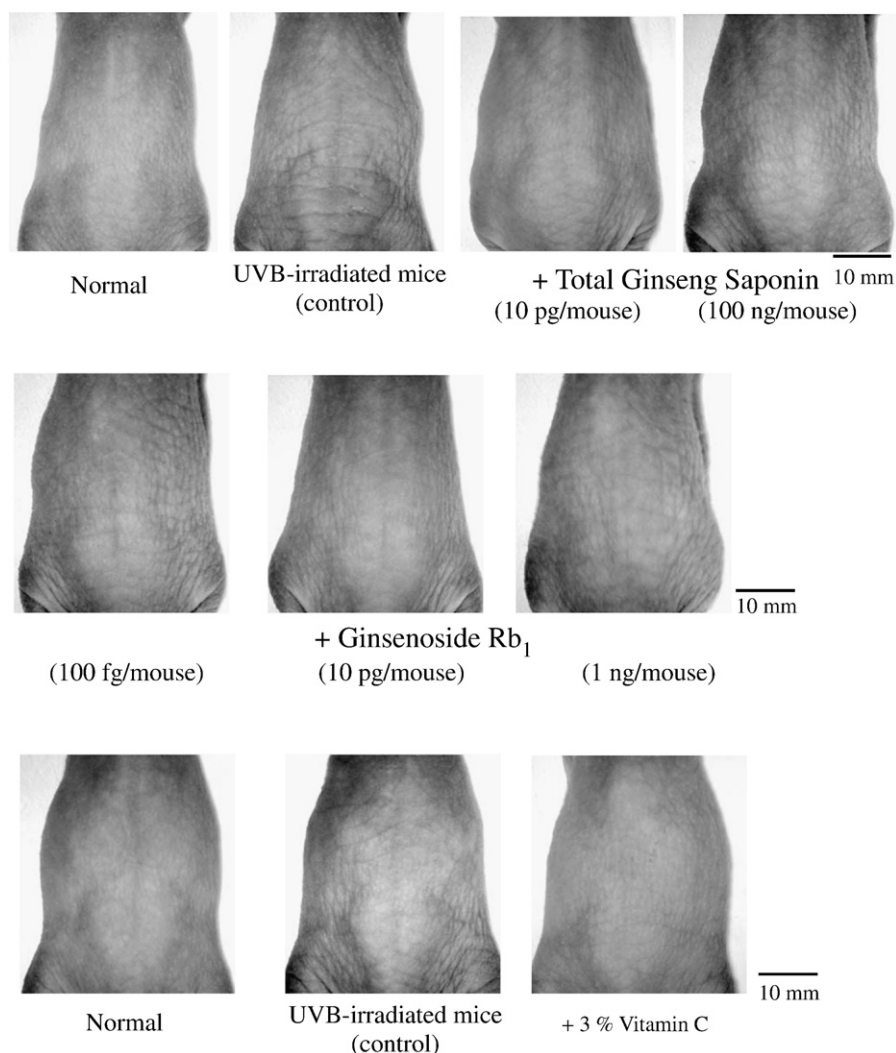 Normal
UVB-irradiated mice
(control)
+ Total Ginseng Saponin
10 mm
(10 pg/mouse)
(100 ng/mouse)
10 mm
+ Ginsenoside Rb₁
(100 fg/mouse)
(10 pg/mouse)
(1 ng/mouse)
10 mm
Normal
UVB-irradiated mice
(control)
+ 3 % Vitamin C